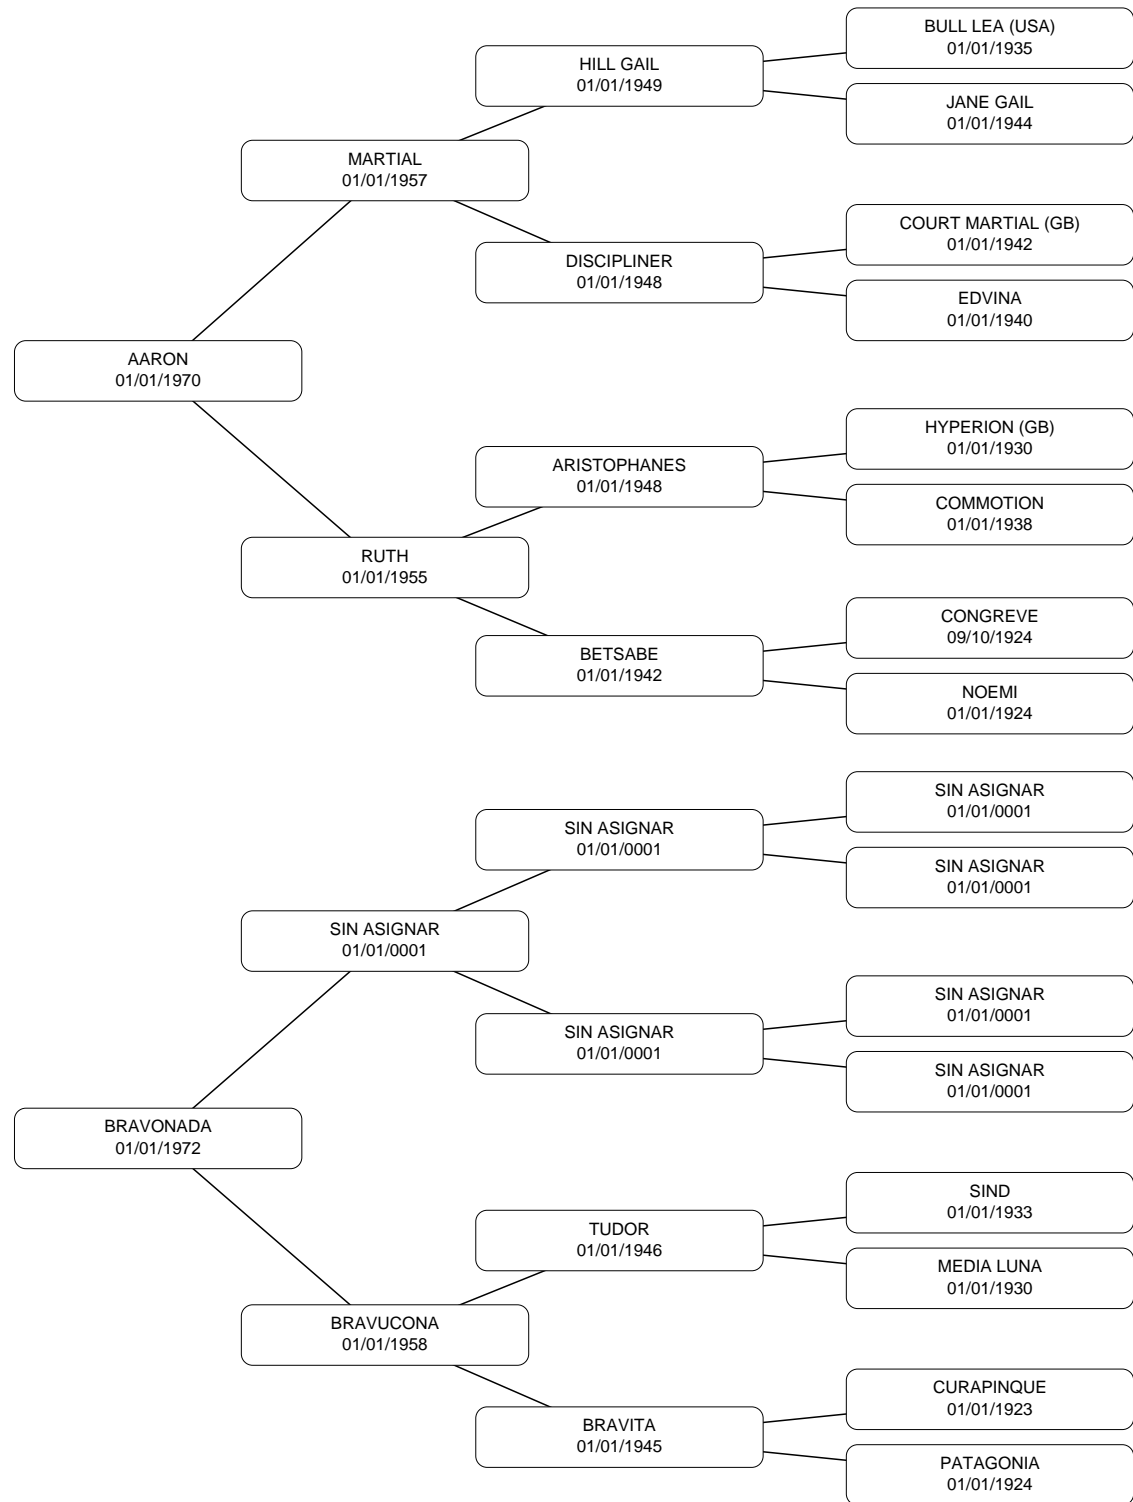 BULL LEA (USA)
01/01/1935
HILL GAIL
01/01/1949
JANE GAIL
01/01/1944
MARTIAL
01/01/1957
COURT MARTIAL (GB)
01/01/1942
DISCIPLINER
01/01/1948
EDVINA
01/01/1940
AARON
01/01/1970
HYPERION (GB)
01/01/1930
ARISTOPHANES
01/01/1948
COMMOTION
01/01/1938
RUTH
01/01/1955
CONGREVE
09/10/1924
BETSABE
01/01/1942
NOEMI
01/01/1924
SIN ASIGNAR
01/01/0001
SIN ASIGNAR
01/01/0001
SIN ASIGNAR
01/01/0001
SIN ASIGNAR
01/01/0001
SIN ASIGNAR
01/01/0001
SIN ASIGNAR
01/01/0001
SIN ASIGNAR
01/01/0001
BRAVONADA
01/01/1972
SIND
01/01/1933
TUDOR
01/01/1946
MEDIA LUNA
01/01/1930
BRAVUCONA
01/01/1958
CURAPINQUE
01/01/1923
BRAVITA
01/01/1945
PATAGONIA
01/01/1924